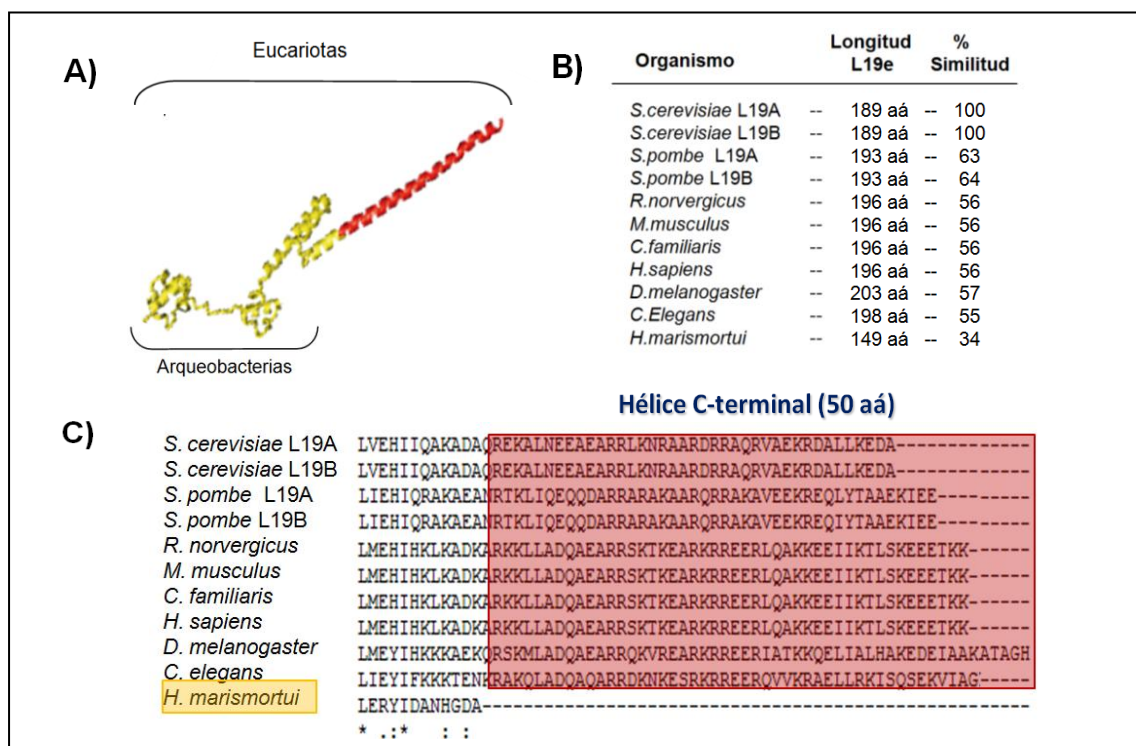 A)
Eucariotas
Arqueobacterias
B)
Organismo Longitud L19e % Similitud
S.cerevisiae L19A -- 189 aá -- 100
S.cerevisiae L19B -- 189 aá -- 100
S.pombe L19A -- 193 aá -- 63
S.pombe L19B -- 193 aá -- 64
R.norvergicus -- 196 aá -- 56
M.musculus -- 196 aá -- 56
C.familiaris -- 196 aá -- 56
H.sapiens -- 196 aá -- 56
D.melanogaster -- 203 aá -- 57
C.Elegans -- 198 aá -- 55
H.marismortui -- 149 aá -- 34
Hélice C-terminal (50 aá)
C)
S. cerevisiae L19A LVEHIIQAKADAQREKALNEEAEARRLKNRAARDRRAQRVAEKRDALLKEDA-------------
S. cerevisiae L19B LVEHIIQAKADAQREKALNEEAEARRLKNRAARDRRAQRVAEKRDALLKEDA-------------
S. pombe L19A LIEHIQRAKAEANRTKLIQEQQDARRARAKAARQRRAKAVEEKREQLYTAAEKIEE---------
S. pombe L19B LIEHIQRAKAEANRTKLIQEQQDARRARAKAARQRRAKAVEEKREQIYTAAEKIEE---------
R. norvergicus LMEHIHKLKADKARKKLLADQAEARRSKTKEARKRREERLQAKKEEIIKTLSKEEETKK------
M. musculus LMEHIHKLKADKARKKLLADQAEARRSKTKEARKRREERLQAKKEEIIKTLSKEEETKK------
C. familiaris LMEHIHKLKADKARKKLLADQAEARRSKTKEARKRREERLQAKKEEIIKTLSKEEETKK------
H. sapiens LMEHIHKLKADKARKKLLADQAEARRSKTKEARKRREERLQAKKEEIIKTLSKEEETKK------
D. melanogaster LMEYIHKKKAEKQRSKMLADQAEARRQKVREARKRREERIATKKQELIALHAKEDEIAAKATAGH
C. elegans LIEYIFKKKTENKRAKQLADQAQARRDKNKESRKRREERQVVKRAELLRKISQSEKVIAG
H. marismortui LERYIDANHGDA-----------------------------------------------------
* .:* : :